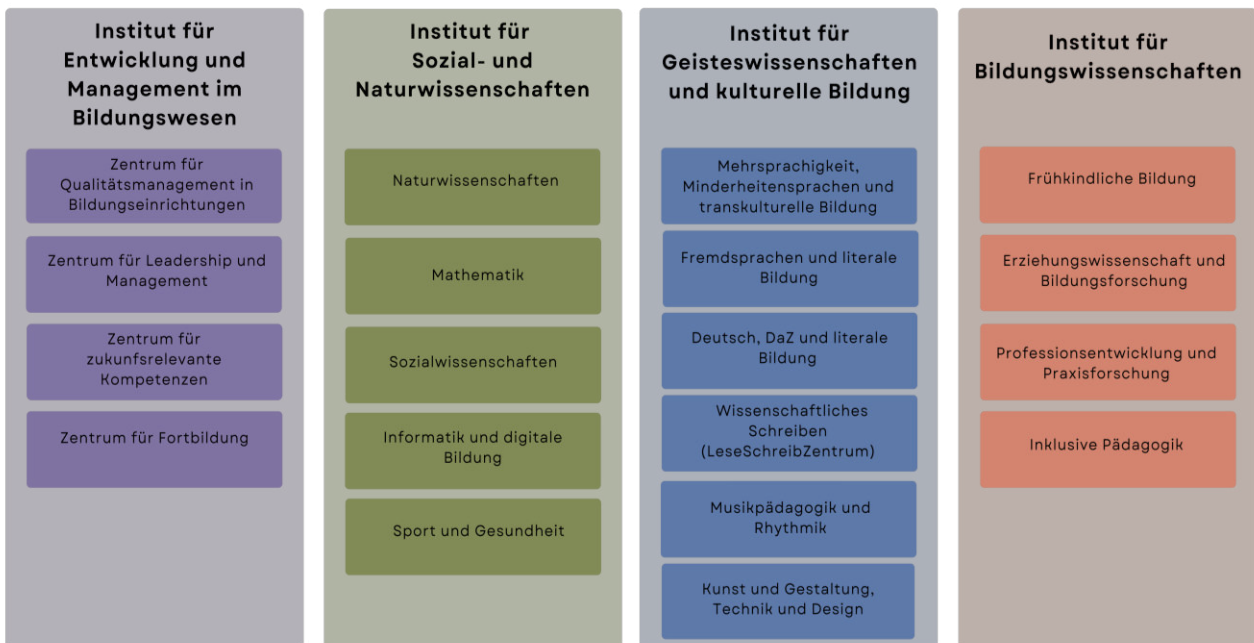 Institut für
Entwicklung und
Management im
Bildungswesen
Zentrum für
Qualitätsmanagement in
Bildungseinrichtungen
Zentrum für Leadership und
Management
Zentrum für
zukunfsrelevante
Kompetenzen
Zentrum für Fortbildung
Institut für
Sozial- und
Naturwissenschaften
Naturwissenschaften
Mathematik
Sozialwissenschaften
Informatik und digitale
Bildung
Sport und Gesundheit
Institut für
Geisteswissenschaften
und kulturelle Bildung
Mehrsprachigkeit,
Minderheitensprachen und
transkulturelle Bildung
Fremdsprachen und literale
Bildung
Deutsch, DaZ und literale
Bildung
Wissenschaftliches
Schreiben
(LeseSchreibZentrum)
Musikpädagogik und
Rhythmik
Kunst und Gestaltung,
Technik und Design
Institut für
Bildungswissenschaften
Frühkindliche Bildung
Erziehungswissenschaft und
Bildungsforschung
Professionsentwicklung und
Praxisforschung
Inklusive Pädagogik